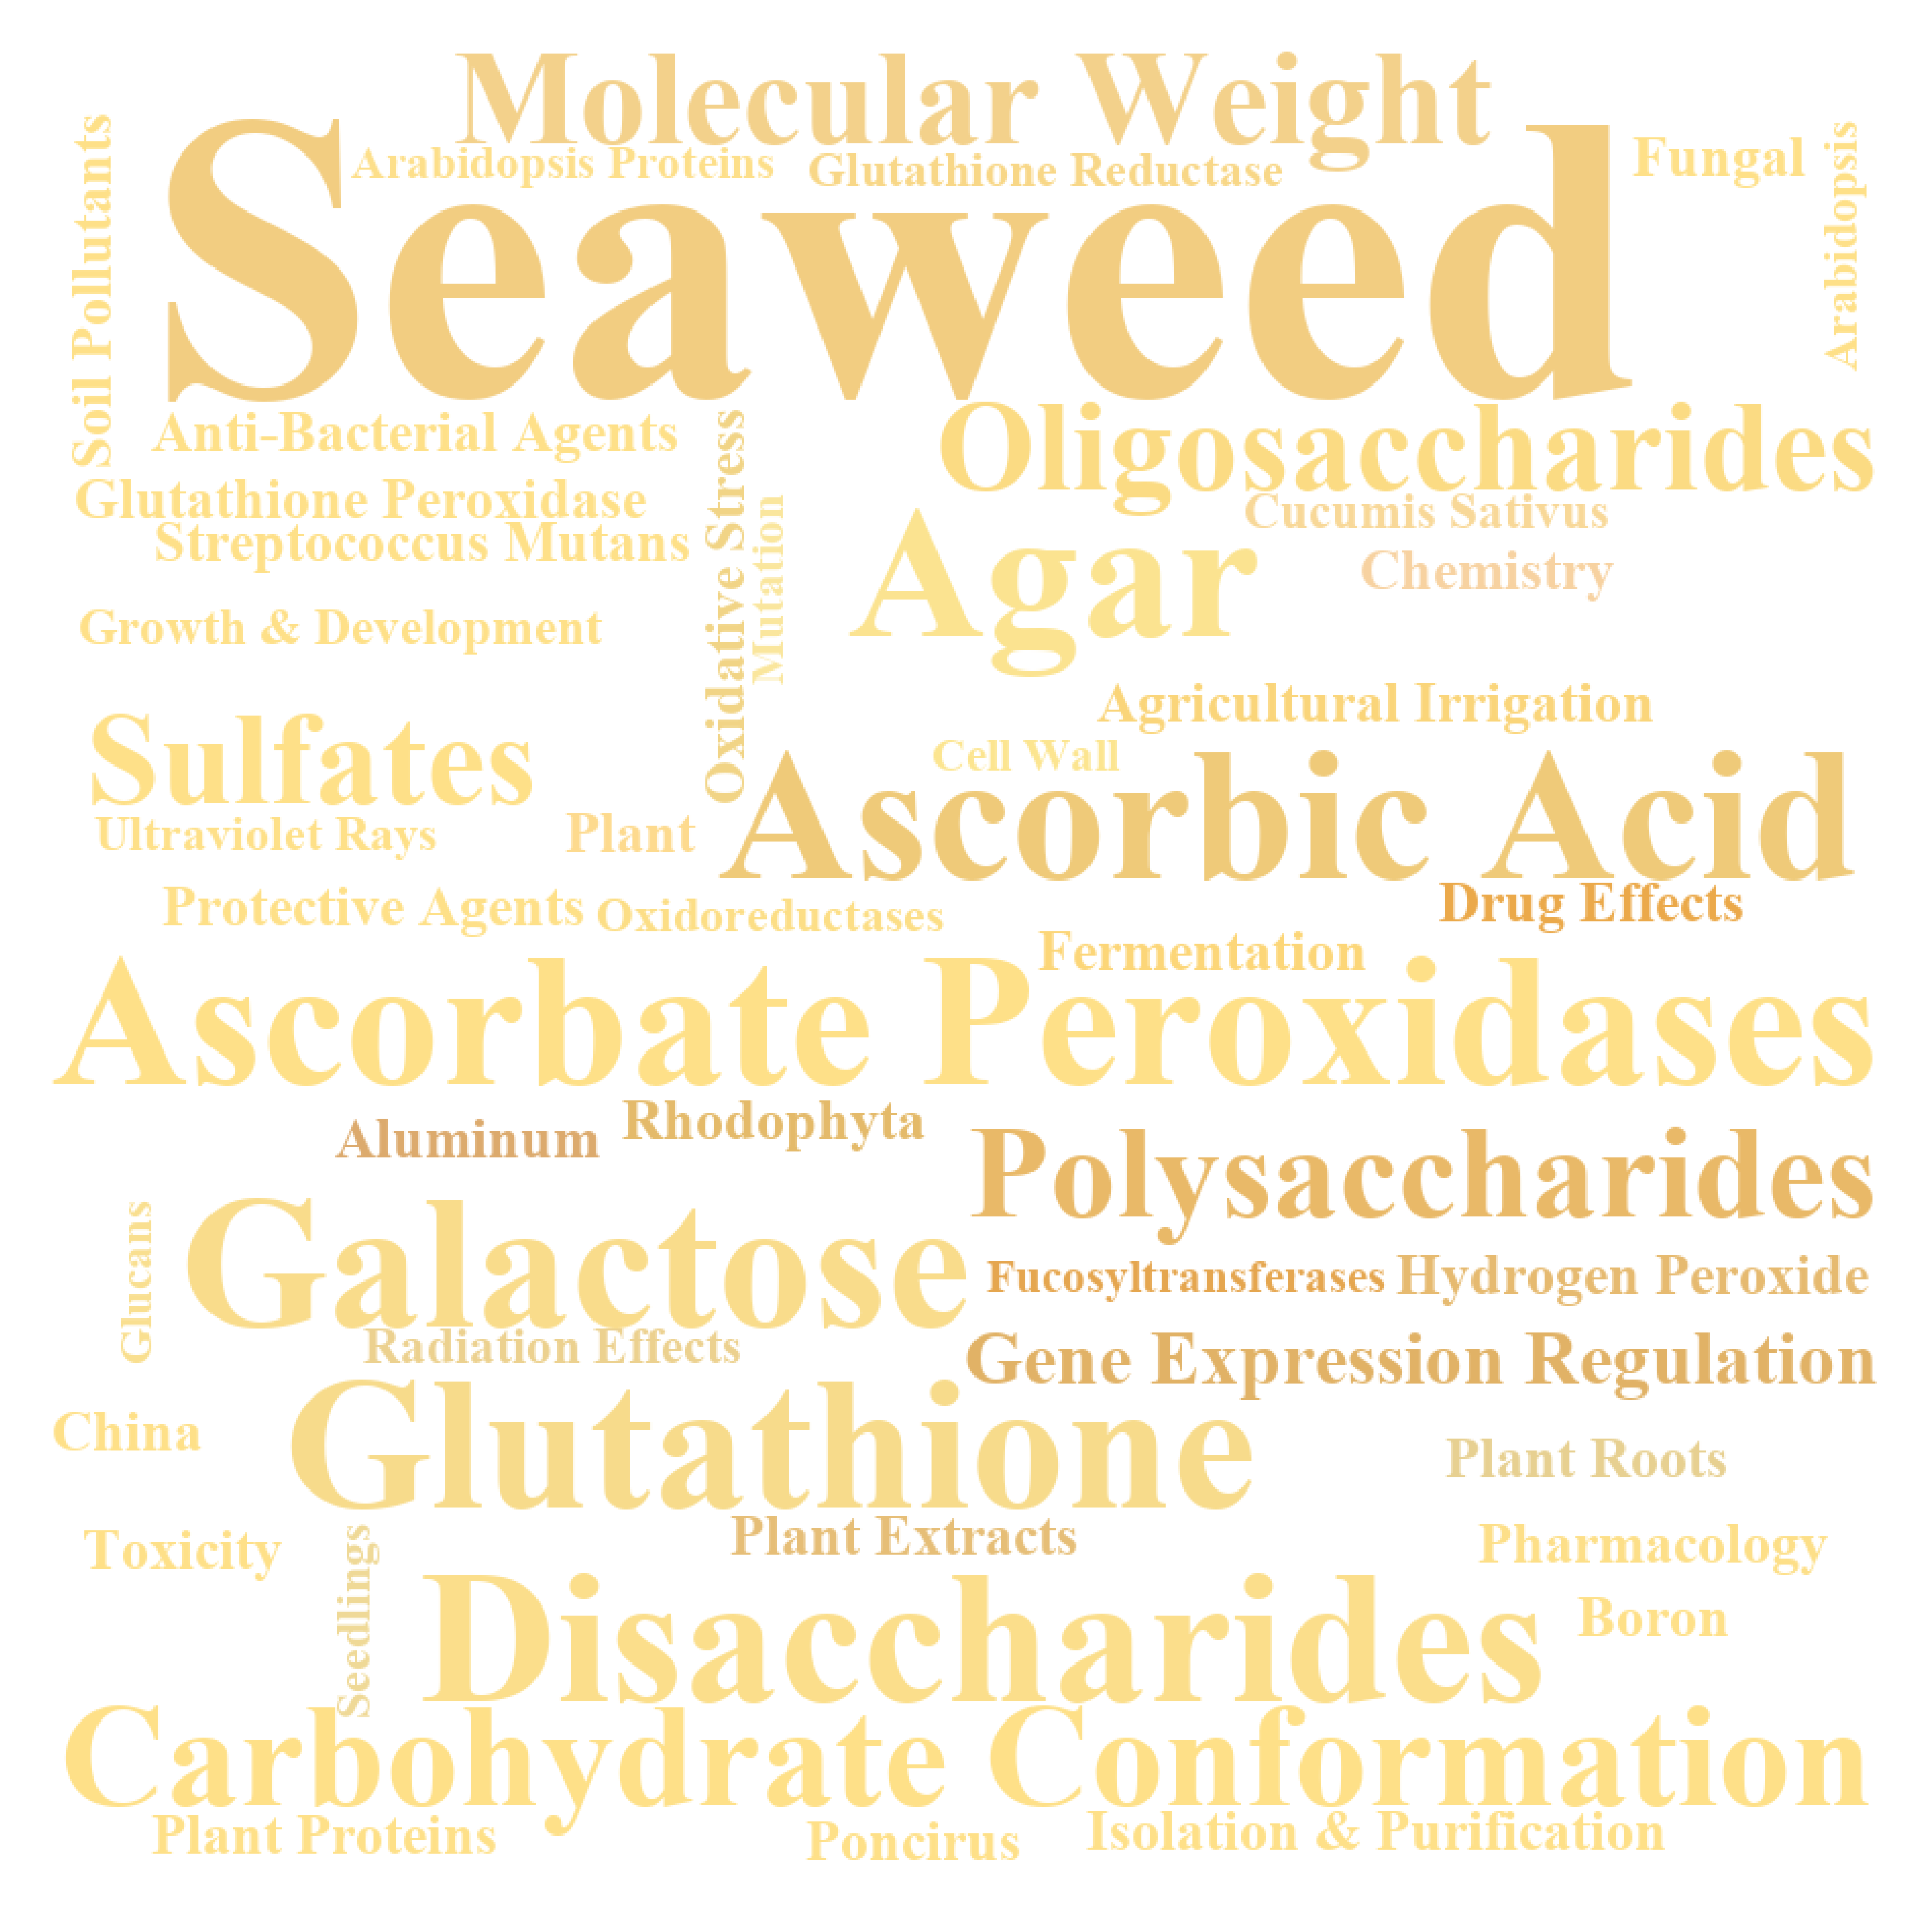 Molecular Weight
Arabidopsis Proteins
Glutathione Reductase
Fungal
Soil Pollutants
Seaweed
Arabidopsis
Anti-Bacterial Agents
Oligosaccharides
Glutathione Peroxidase
Cucumis Sativus
Streptococcus Mutans
Oxidative Stress
Mutation
Agar
Chemistry
Growth & Development
Agricultural Irrigation
Sulfates
Cell Wall
Ultraviolet Rays
Plant
Ascorbic Acid
Protective Agents
Oxidoreductases
Drug Effects
Fermentation
Ascorbate Peroxidases
Aluminum
Rhodophyta
Polysaccharides
Glucans
Galactose
Fucosyltransferases
Hydrogen Peroxide
Radiation Effects
Gene Expression Regulation
China
Glutathione
Plant Roots
Toxicity
Seedlings
Plant Extracts
Pharmacology
Disaccharides
Boron
Carbohydrate Conformation
Plant Proteins
Poncirus
Isolation & Purification